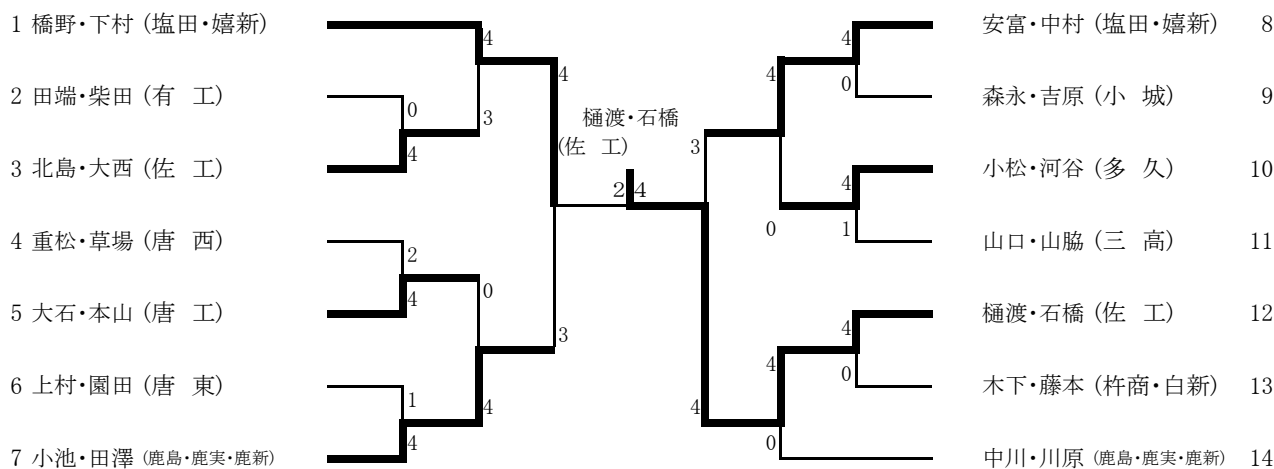 1 橋野・下村 (塩田・嬉新)
2 田端・柴田 (有 工)
3 北島・大西 (佐 工)
4 重松・草場 (唐 西)
5 大石・本山 (唐 工)
6 上村・園田 (唐 東)
7 小池・田澤 (鹿島・鹿実・鹿新)
4
0
4
3
2
4
0
1
4
4
4
3
樋渡・石橋
(佐 工)
2 4
3
4
4
0
4
0
4
1
4
0
4
0
安富・中村 (塩田・嬉新) 8
森永・吉原 (小 城) 9
小松・河谷 (多 久) 10
山口・山脇 (三 高) 11
樋渡・石橋 (佐 工) 12
木下・藤本 (杵商・白新) 13
中川・川原 (鹿島・鹿実・鹿新) 14